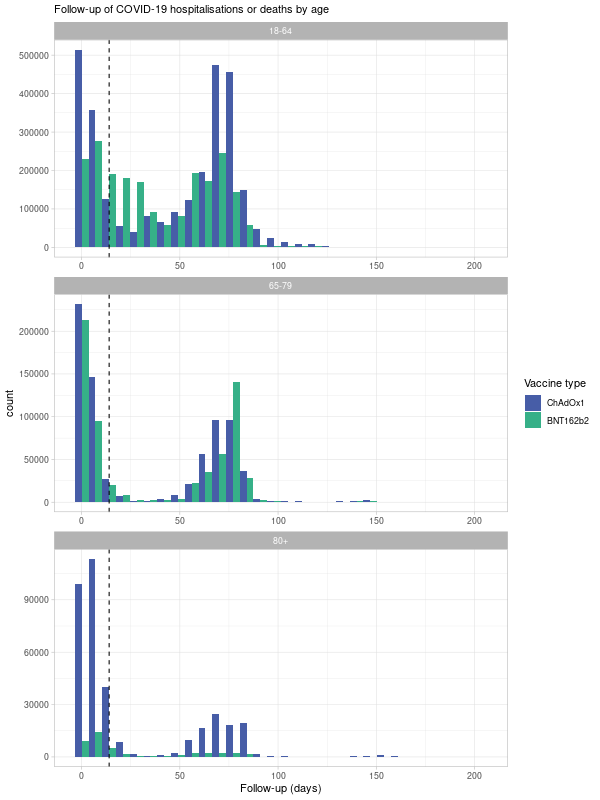 Follow-up of COVID-19 hospitalisations or deaths by age
18-64
500000
400000
300000
200000
100000
0
0 50 100 150 200
65-79
200000
150000
100000
50000
0
0 50 100 150 200
count
Vaccine type
ChAdOx1
BNT162b2
80+
90000
60000
30000
0
0 50 100 150 200
Follow-up (days)